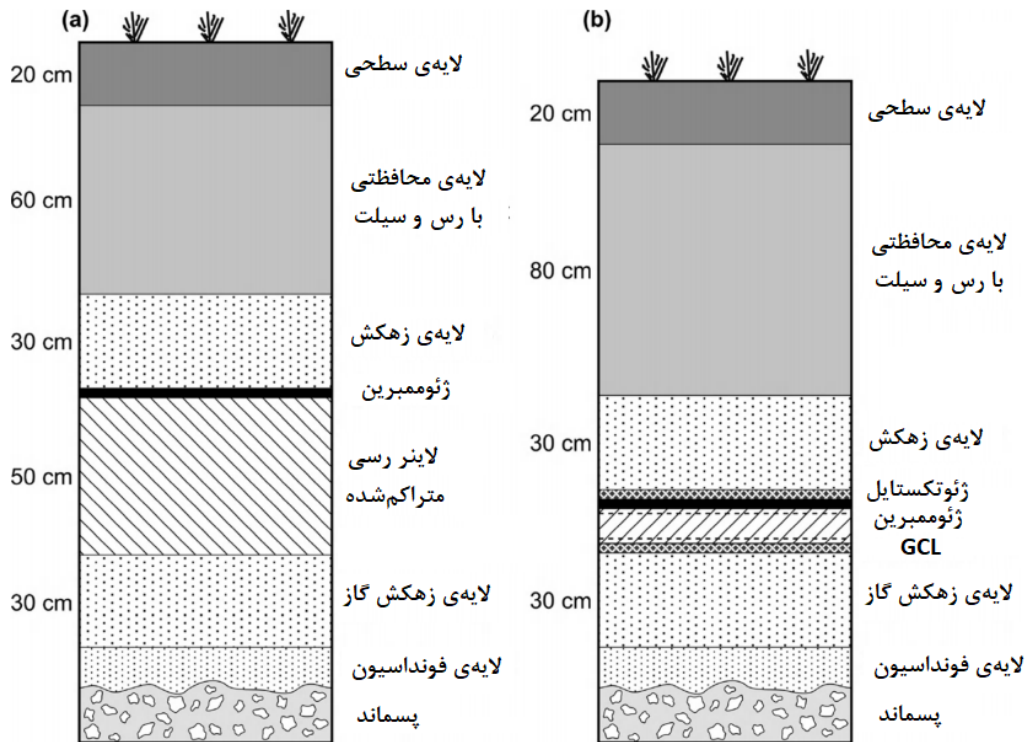 (a)
20 cm
لایه‌ی سطحی
60 cm
لایه‌ی محافظتی
با رس و سیلت
30 cm
لایه‌ی زهکش
ژئوممبرین
50 cm
لاینر رسی
متراکم‌شده
30 cm
لایه‌ی زهکش گاز
لایه‌ی فونداسیون
پسماند
(b)
20 cm
لایه‌ی سطحی
80 cm
لایه‌ی محافظتی
با رس و سیلت
30 cm
لایه‌ی زهکش
ژئوتکستایل
ژئوممبرین
GCL
30 cm
لایه‌ی زهکش گاز
لایه‌ی فونداسیون
پسماند